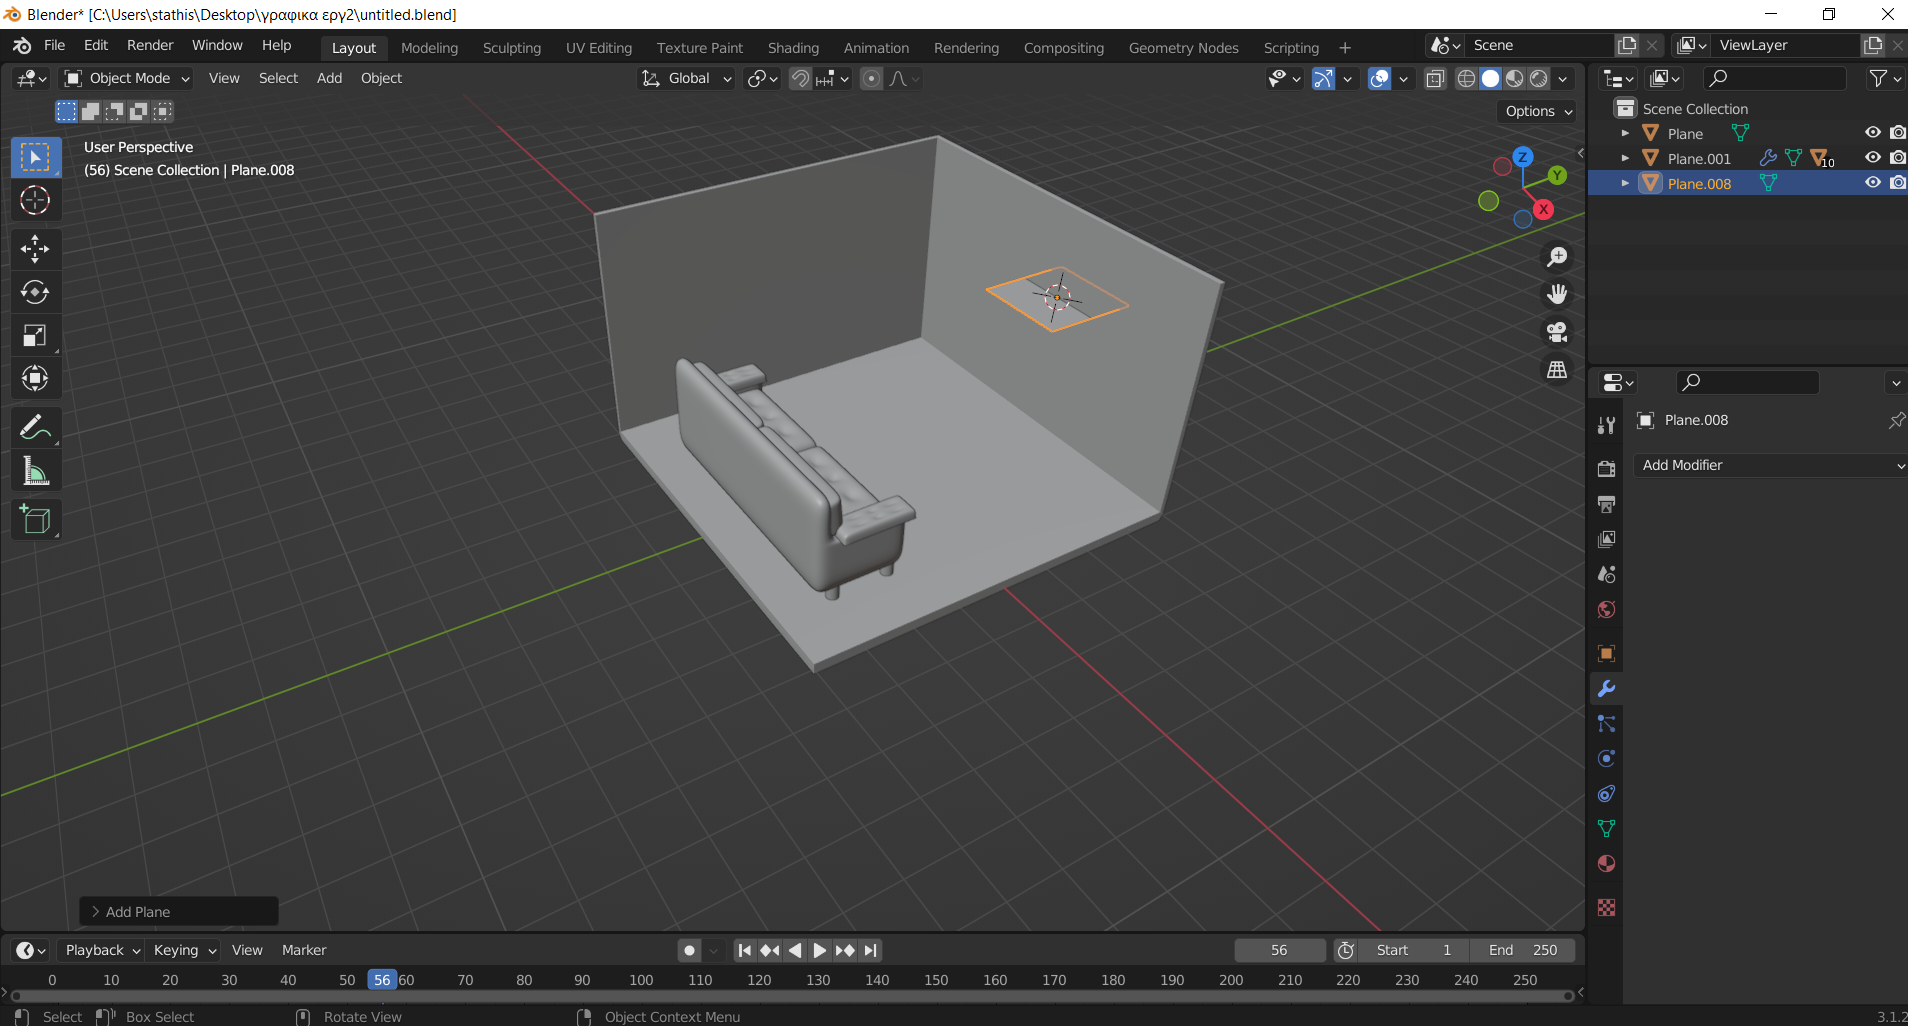 Blender* [C:\Users\stathis\Desktop\γραφικα εργ2\untitled.blend]
File Edit Render Window Help Layout Modeling Sculpting UV Editing Texture Paint Shading Animation Rendering Compositing Geometry Nodes Scripting + Scene ViewLayer
Object Mode View Select Add Object Global
Options
User Perspective
(56) Scene Collection | Plane.008
Z
Y
X
Scene Collection
Plane
Plane.001 10
Plane.008
Plane.008
Add Modifier
Add Plane
Playback Keying View Marker 56 Start 1 End 250
0 10 20 30 40 50 56 60 70 80 90 100 110 120 130 140 150 160 170 180 190 200 210 220 230 240 250
Select Box Select Rotate View Object Context Menu 3.1.2